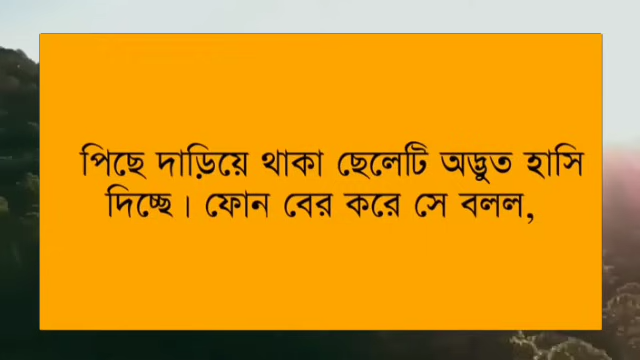 পিছে দাড়িয়ে থাকা ছেলেটি অদ্ভুত হাসি
দিচ্ছে। ফোন বের করে সে বলল,